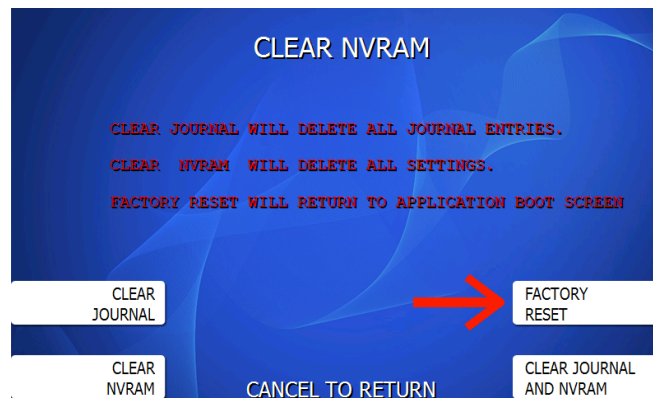 CLEAR NVRAM
CLEAR JOURNAL WILL DELETE ALL JOURNAL ENTRIES.
CLEAR NVRAM WILL DELETE ALL SETTINGS.
FACTORY RESET WILL RETURN TO APPLICATION BOOT SCREEN
CLEAR
JOURNAL
FACTORY
RESET
CLEAR
NVRAM
CANCEL TO RETURN
CLEAR JOURNAL
AND NVRAM